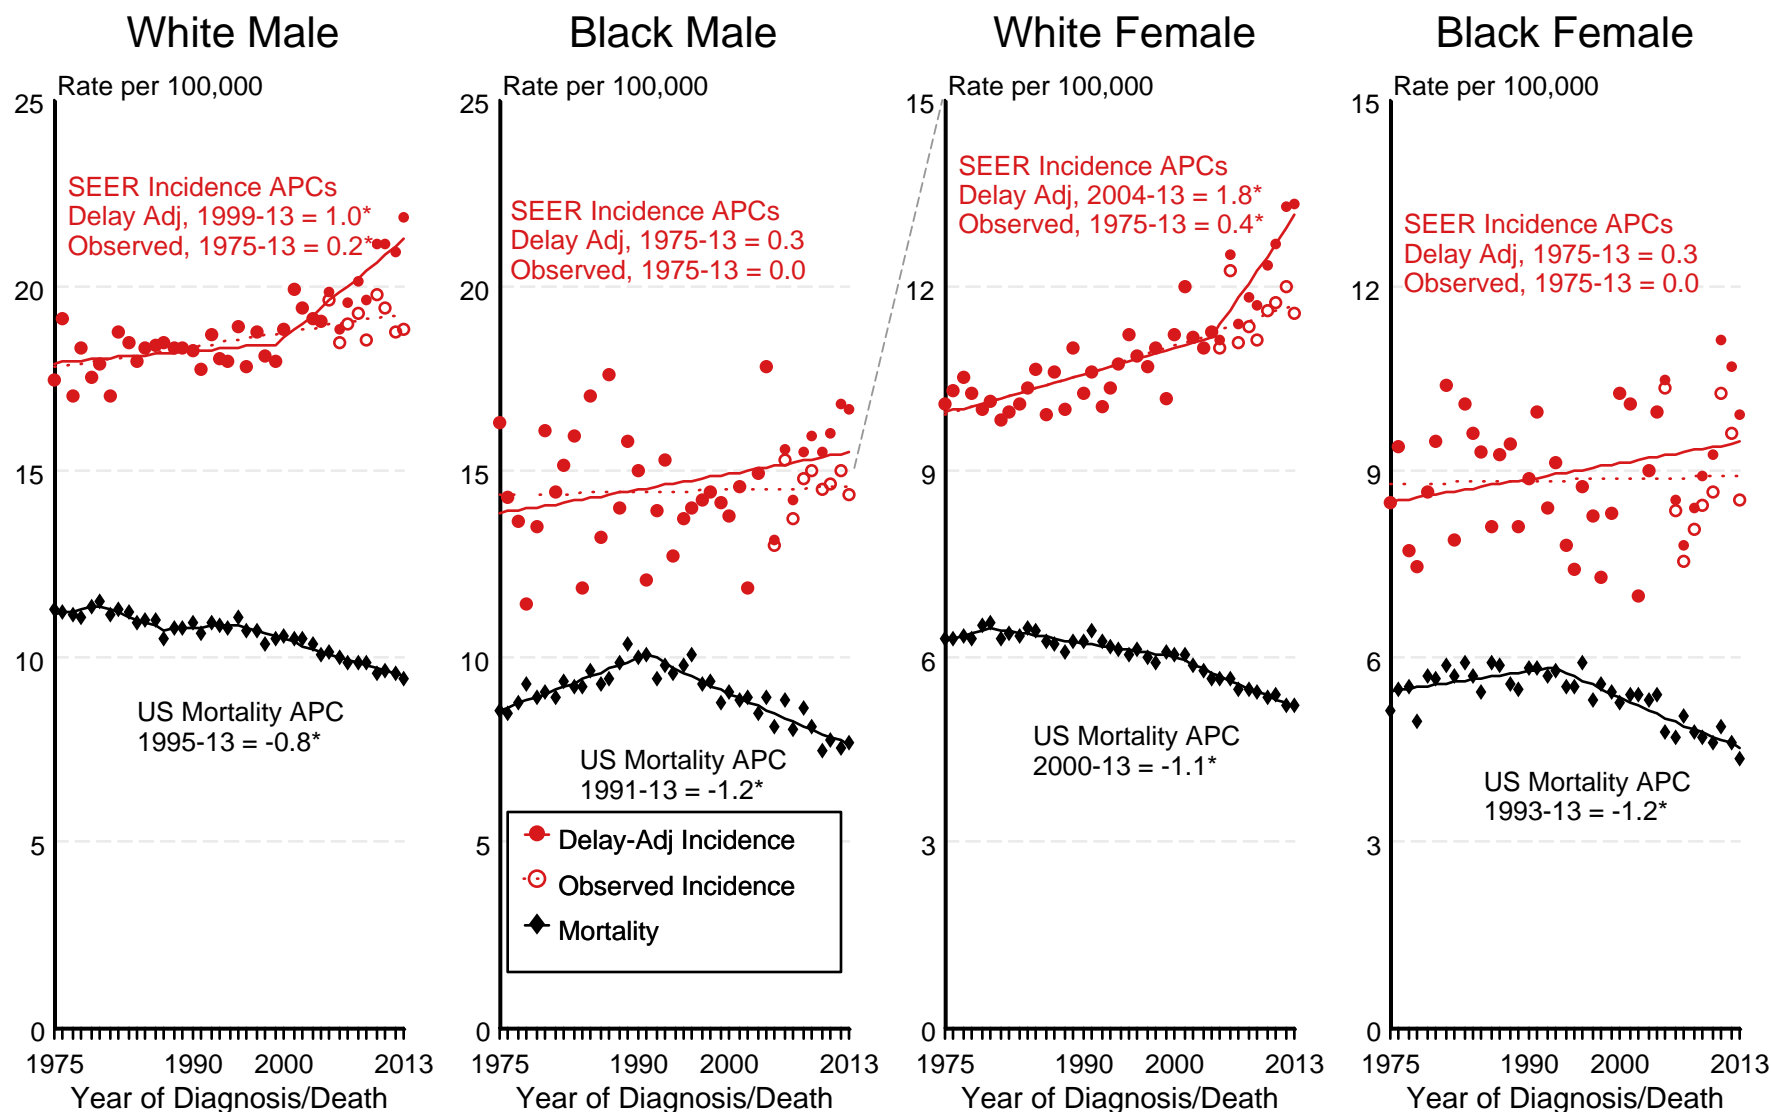 White Male
Rate per 100,000
25
20
15
10
5
0
SEER Incidence APCs
Delay Adj, 1999-13 = 1.0*
Observed, 1975-13 = 0.2*
US Mortality APC
1995-13 = -0.8*
1975 1990 2000 2013
Year of Diagnosis/Death
Black Male
Rate per 100,000
25
20
15
10
5
0
SEER Incidence APCs
Delay Adj, 1975-13 = 0.3
Observed, 1975-13 = 0.0
US Mortality APC
1991-13 = -1.2*
Delay-Adj Incidence
Observed Incidence
Mortality
1975 1990 2000 2013
Year of Diagnosis/Death
White Female
Rate per 100,000
15
12
9
6
3
0
SEER Incidence APCs
Delay Adj, 2004-13 = 1.8*
Observed, 1975-13 = 0.4*
US Mortality APC
2000-13 = -1.1*
1975 1990 2000 2013
Year of Diagnosis/Death
Black Female
Rate per 100,000
15
12
9
6
3
0
SEER Incidence APCs
Delay Adj, 1975-13 = 0.3
Observed, 1975-13 = 0.0
US Mortality APC
1993-13 = -1.2*
1975 1990 2000 2013
Year of Diagnosis/Death